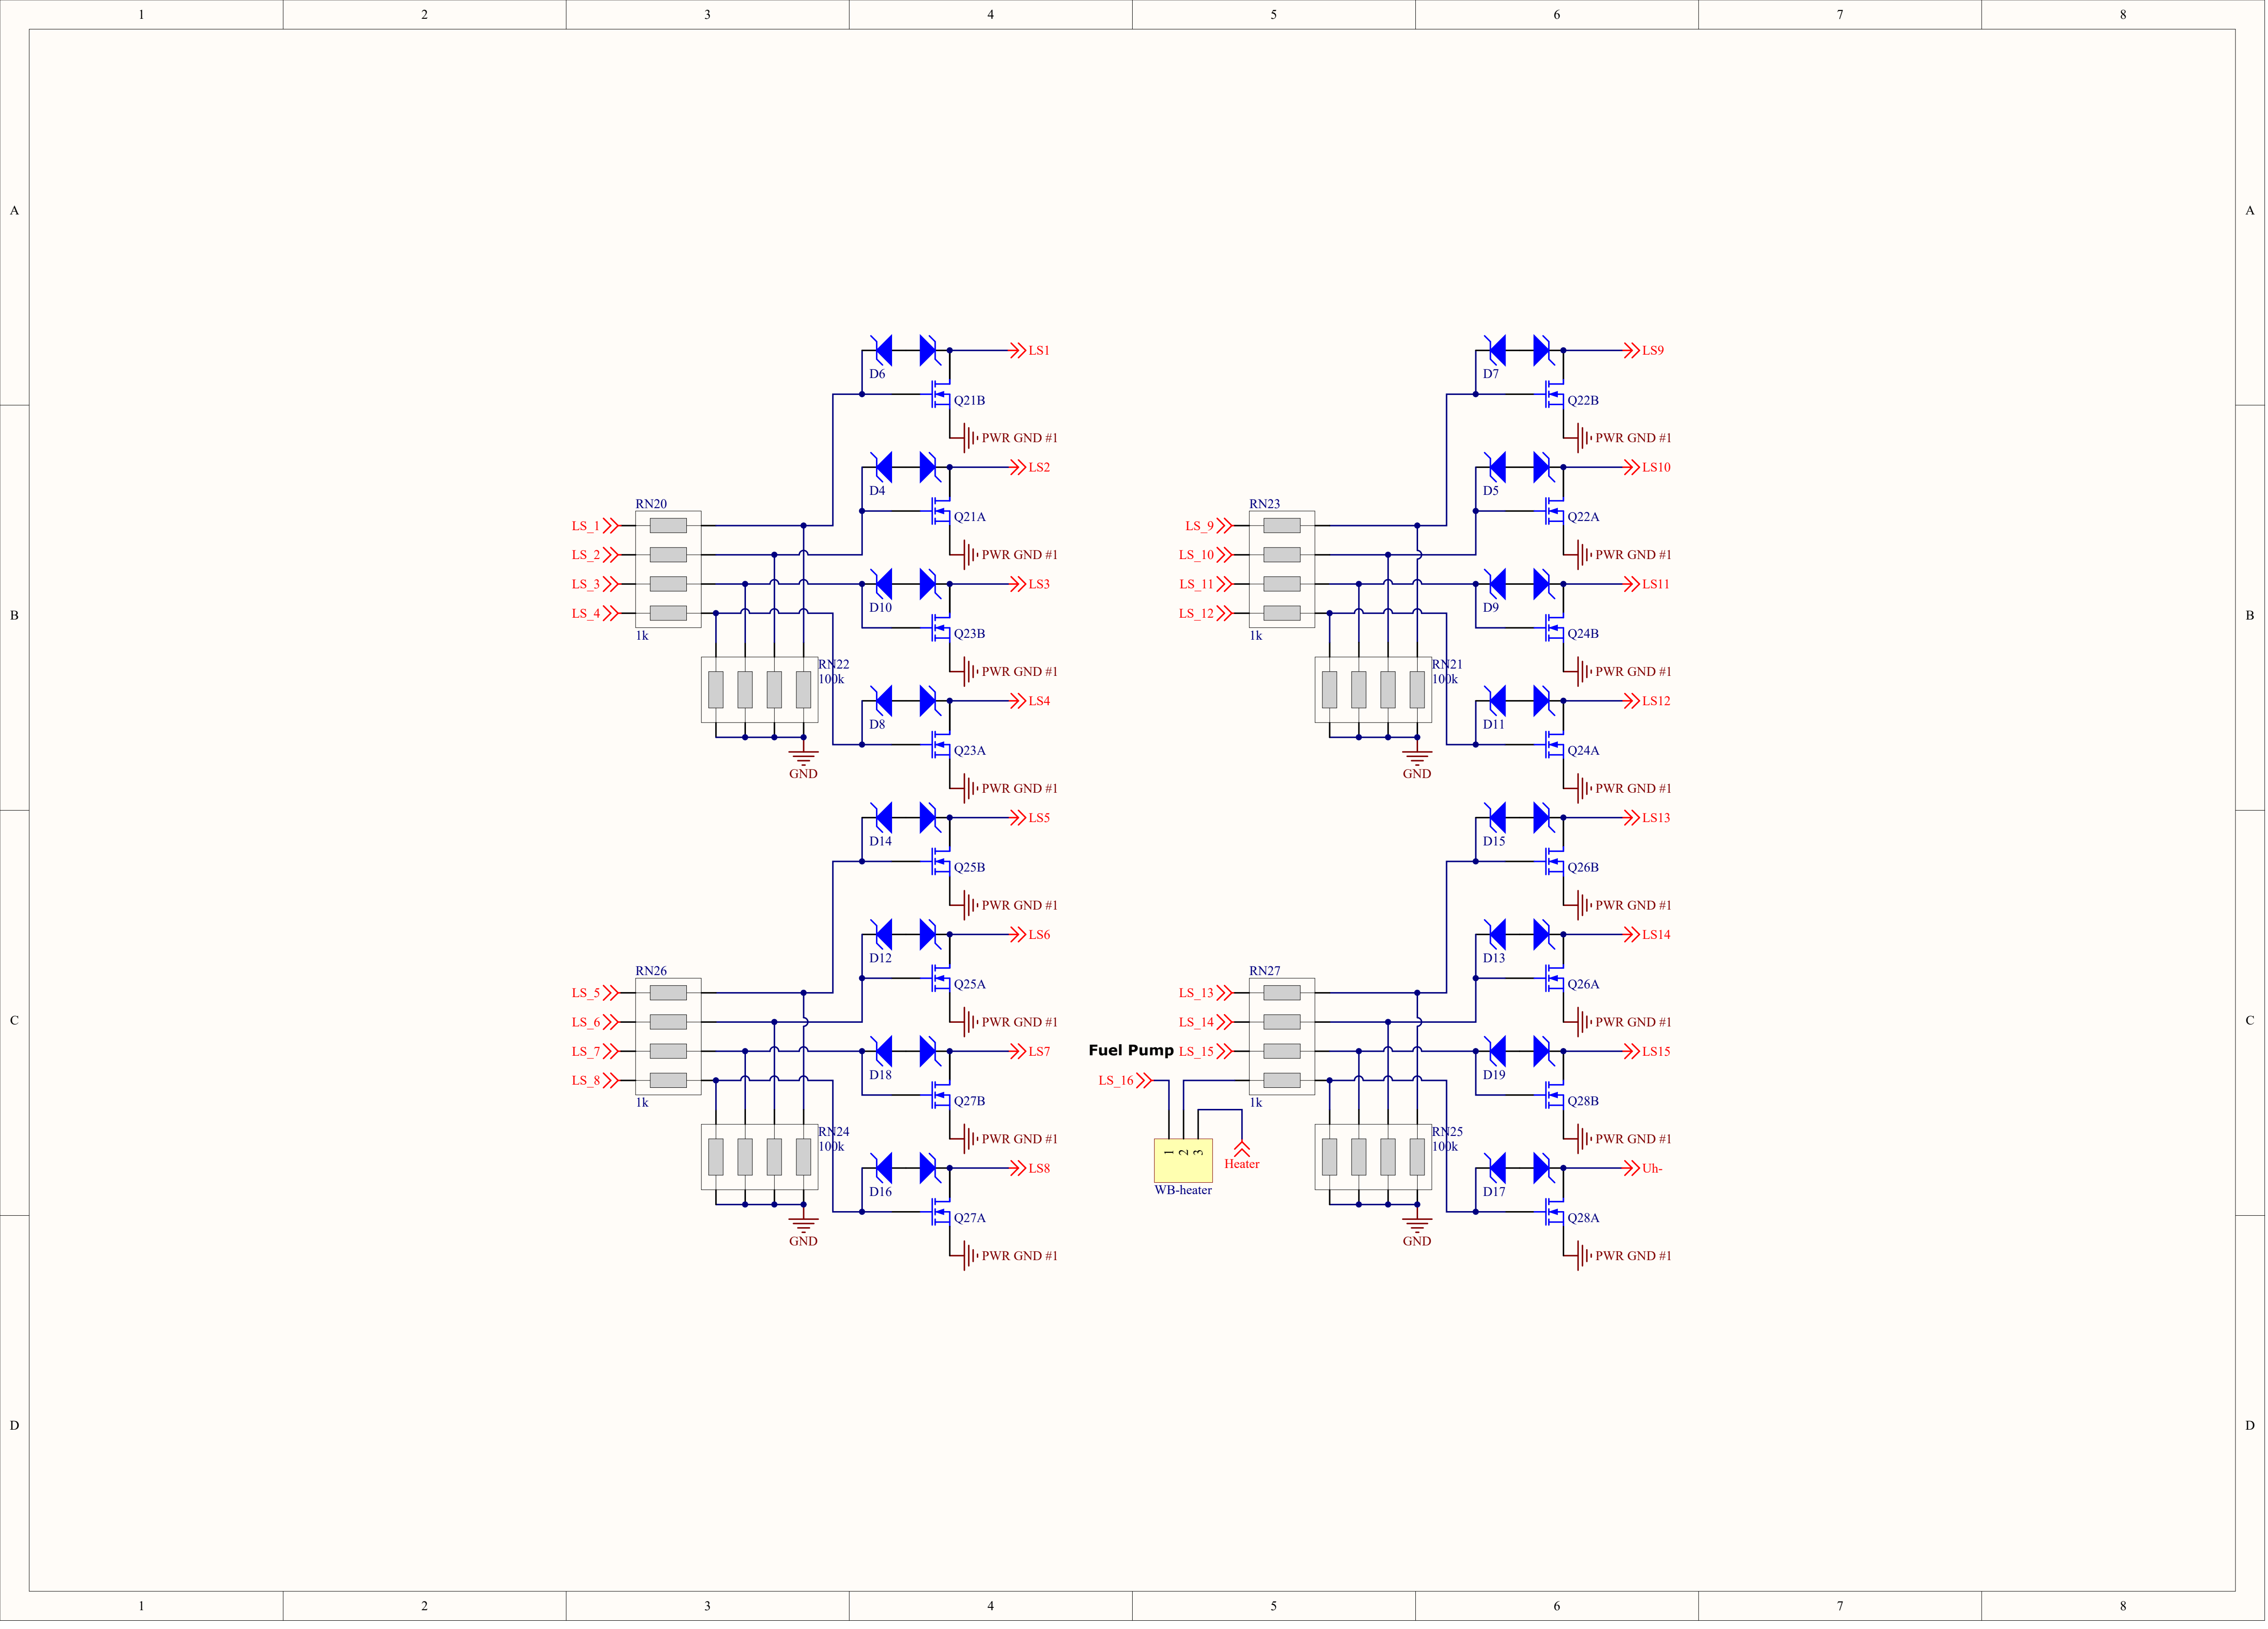 1 2 3 4 5 6 7 8
A A
D6 LS1
Q21B
PWR GND #1
D4 LS2
Q21A
PWR GND #1
RN20
LS_1
LS_2
LS_3
LS_4
1k
D10 LS3
Q23B
PWR GND #1
RN22
100k
GND
D8 LS4
Q23A
PWR GND #1
D7 LS9
Q22B
PWR GND #1
D5 LS10
Q22A
PWR GND #1
RN23
LS_9
LS_10
LS_11
LS_12
1k
D9 LS11
Q24B
PWR GND #1
RN21
100k
GND
D11 LS12
Q24A
PWR GND #1
B B
D14 LS5
Q25B
PWR GND #1
D12 LS6
Q25A
PWR GND #1
RN26
LS_5
LS_6
LS_7
LS_8
1k
D18 LS7
Q27B
PWR GND #1
RN24
100k
GND
D16 LS8
Q27A
PWR GND #1
D15 LS13
Q26B
PWR GND #1
D13 LS14
Q26A
PWR GND #1
RN27
LS_13
LS_14
Fuel Pump LS_15
LS_16
1k
1 2 3
WB-heater
Heater
D19 LS15
Q28B
PWR GND #1
RN25
100k
GND
D17 Uh-
Q28A
PWR GND #1
C C
D D
1 2 3 4 5 6 7 8